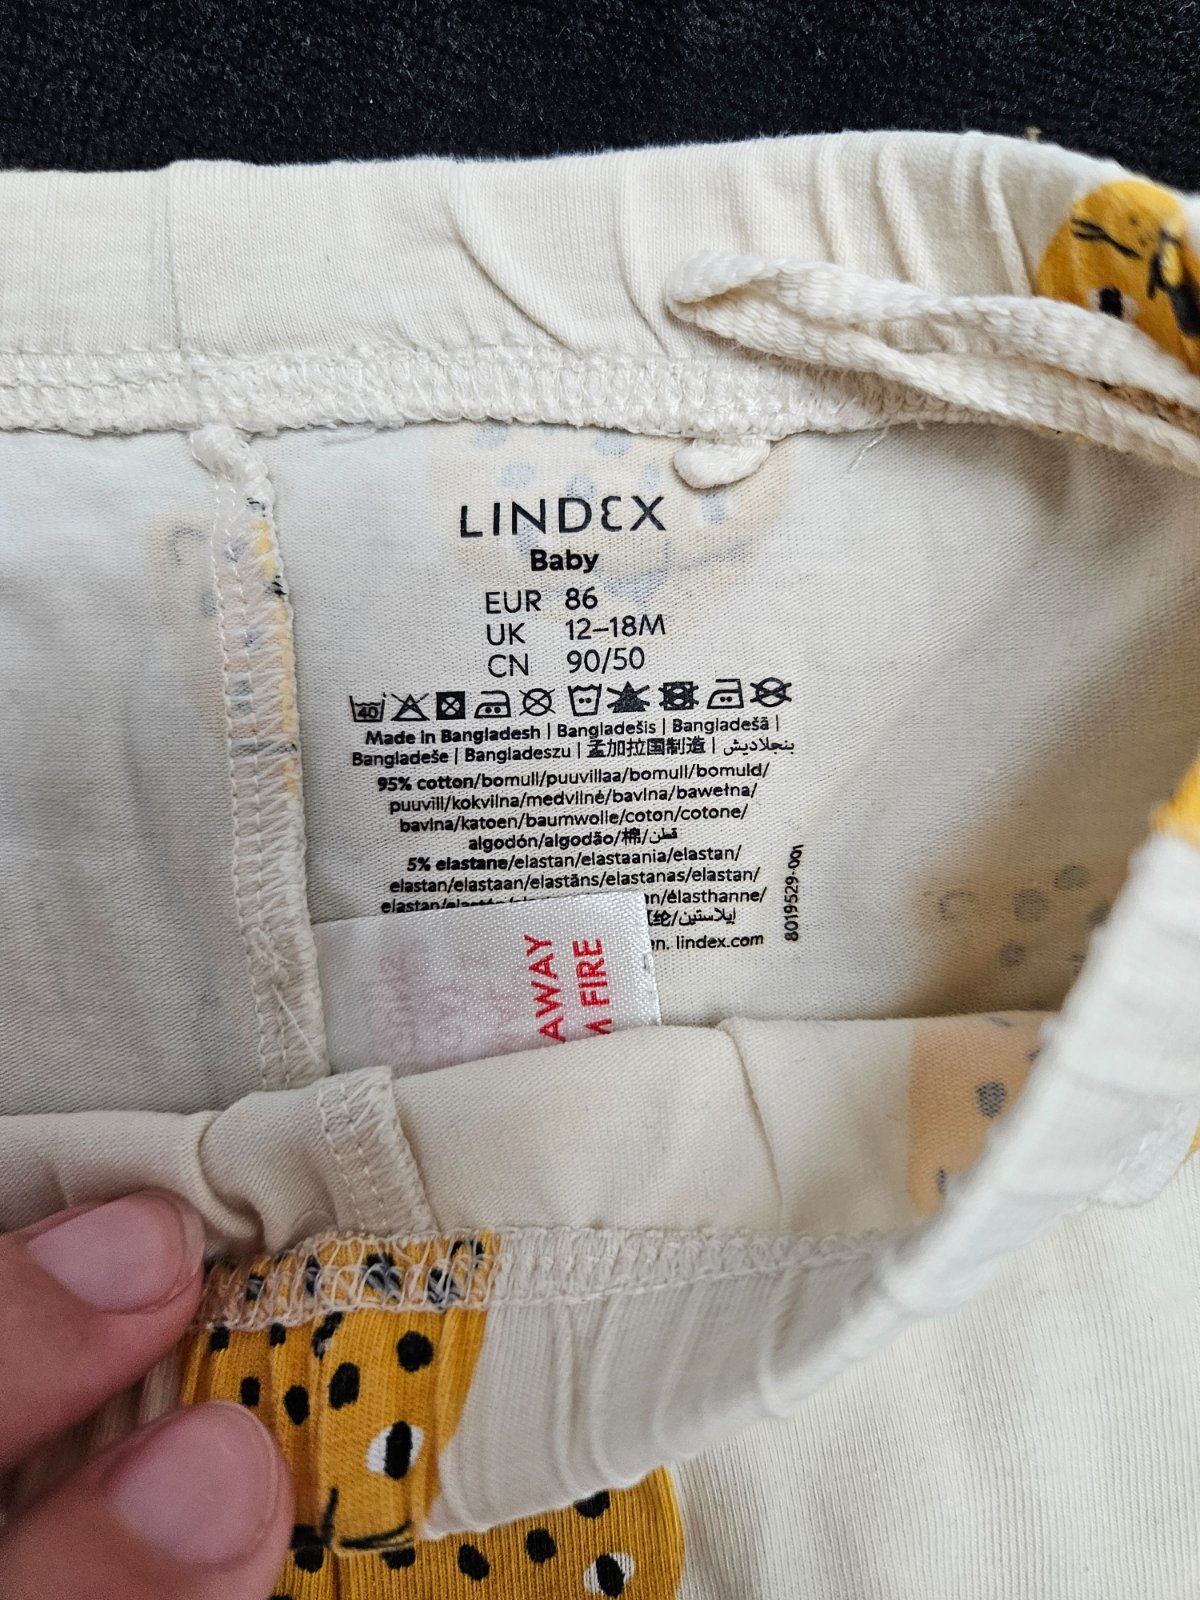 LINDEX
Baby
EUR 86
UK 12–18M
CN 90/50
40
Made in Bangladesh | Bangladešis | Bangladešā |
Bangladeše | Bangladeszu | 孟加拉国制造 | بنجلاديش
95% cotton/bomull/puuvillaa/bomull/bomuld/
puuvill/kokvilna/medvilnė/bavlna/bawełna/
bavlna/katoen/baumwolle/coton/cotone/
algodón/algodão/棉/قطن
5% elastane/elastan/elastaania/elastan/
elastan/elastaan/elastāns/elastanas/elastan/
elastan/élasthanne/
إيلاستين/
lindex.com
8019529-001
AWAY
FIRE